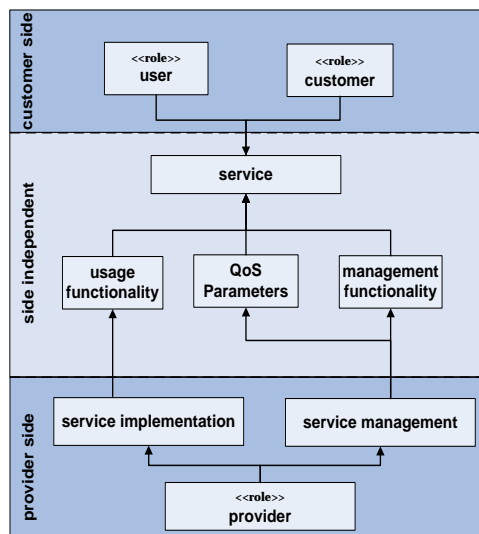 customer side
<<role>>
user
<<role>>
customer
side independent
service
usage
functionality
QoS
Parameters
management
functionality
provider side
service implementation
service management
<<role>>
provider